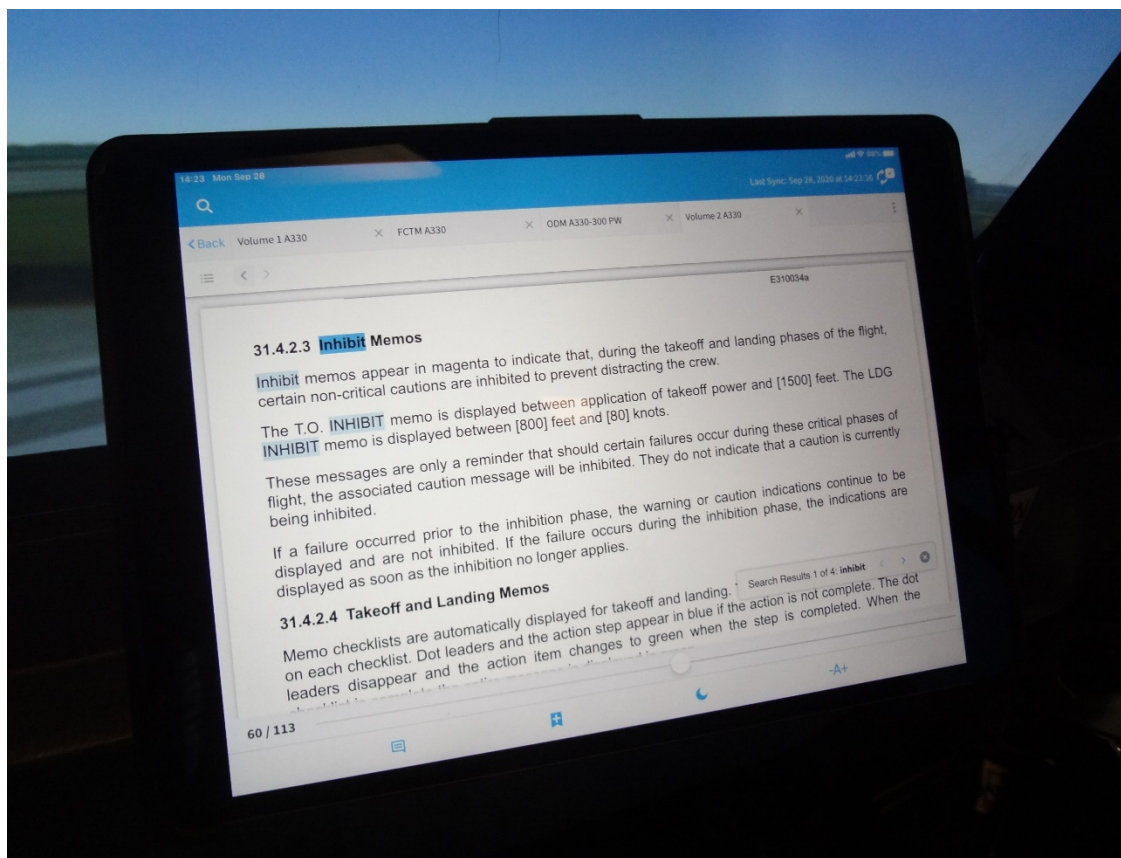 14:23 Mon Sep 28
98%
Last Sync: Sep 28, 2020 at 14:23:35
Back Volume 1 A330 FCTM A330 ODM A330-300 PW Volume 2 A330
E310034a
31.4.2.3 Inhibit Memos
Inhibit memos appear in magenta to indicate that, during the takeoff and landing phases of the flight,
certain non-critical cautions are inhibited to prevent distracting the crew.
The T.O. INHIBIT memo is displayed between application of takeoff power and [1500] feet. The LDG
INHIBIT memo is displayed between [800] feet and [80] knots.
These messages are only a reminder that should certain failures occur during these critical phases of
flight, the associated caution message will be inhibited. They do not indicate that a caution is currently
being inhibited.
If a failure occurred prior to the inhibition phase, the warning or caution indications continue to be
displayed and are not inhibited. If the failure occurs during the inhibition phase, the indications are
displayed as soon as the inhibition no longer applies.
Search Results 1 of 4: inhibit
31.4.2.4 Takeoff and Landing Memos
Memo checklists are automatically displayed for takeoff and landing.
on each checklist. Dot leaders and the action step appear in blue if the action is not complete. The dot
leaders disappear and the action item changes to green when the step is completed. When the
60 / 113
-A+